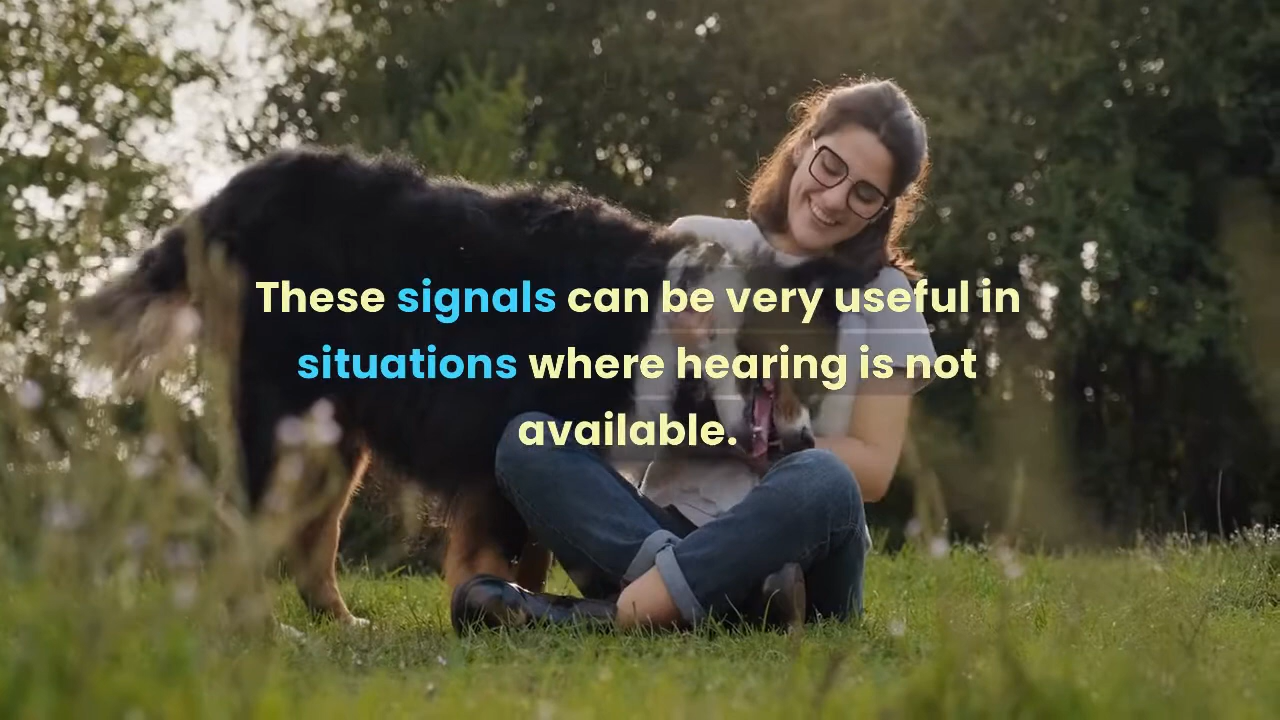 These signals can be very useful in
situations where hearing is not
available.